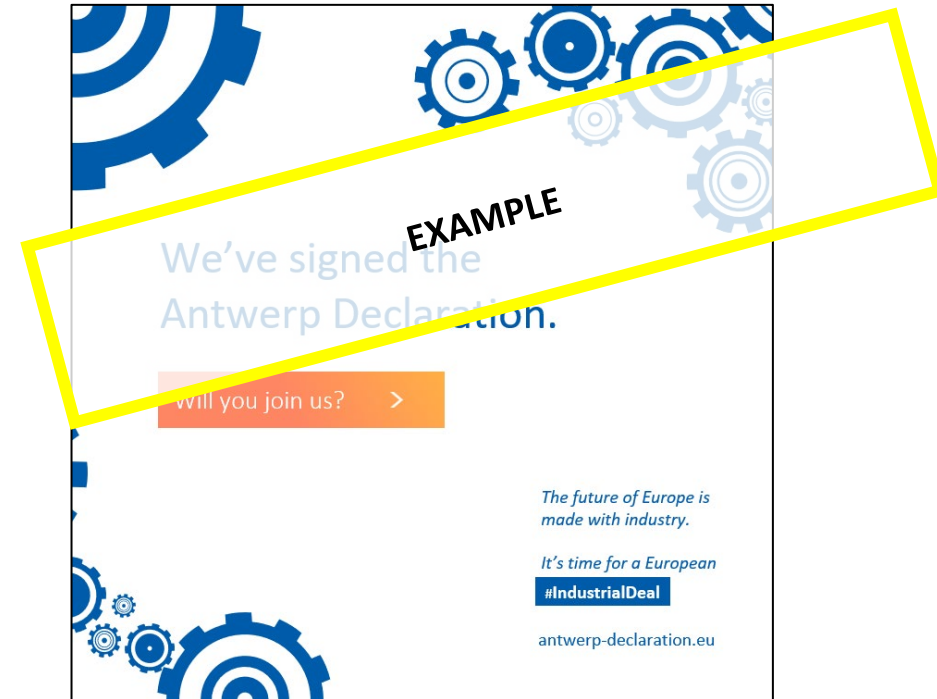 EXAMPLE
We've signed the
Antwerp Declaration.
Will you join us? >
The future of Europe is
made with industry.
It's time for a European
#IndustrialDeal
antwerp-declaration.eu